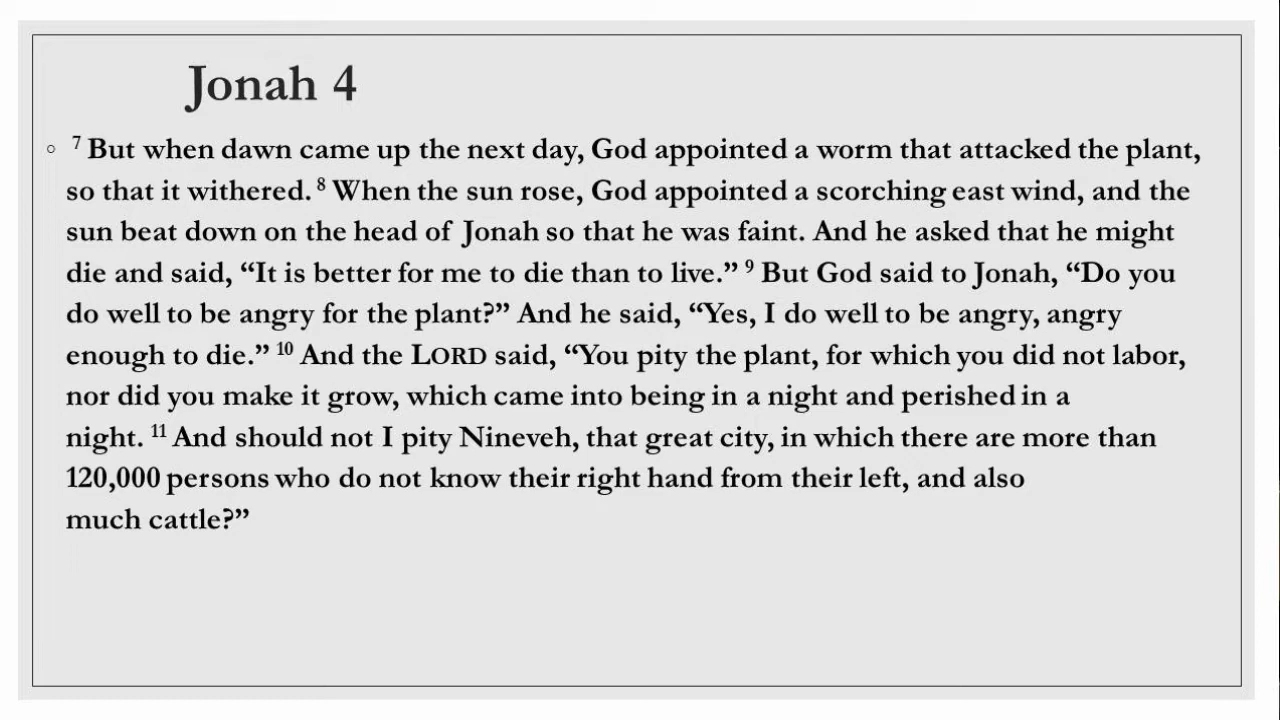 Jonah 4
○ 7 But when dawn came up the next day, God appointed a worm that attacked the plant,
so that it withered. 8 When the sun rose, God appointed a scorching east wind, and the
sun beat down on the head of Jonah so that he was faint. And he asked that he might
die and said, “It is better for me to die than to live.” 9 But God said to Jonah, “Do you
do well to be angry for the plant?” And he said, “Yes, I do well to be angry, angry
enough to die.” 10 And the LORD said, “You pity the plant, for which you did not labor,
nor did you make it grow, which came into being in a night and perished in a
night. 11 And should not I pity Nineveh, that great city, in which there are more than
120,000 persons who do not know their right hand from their left, and also
much cattle?”